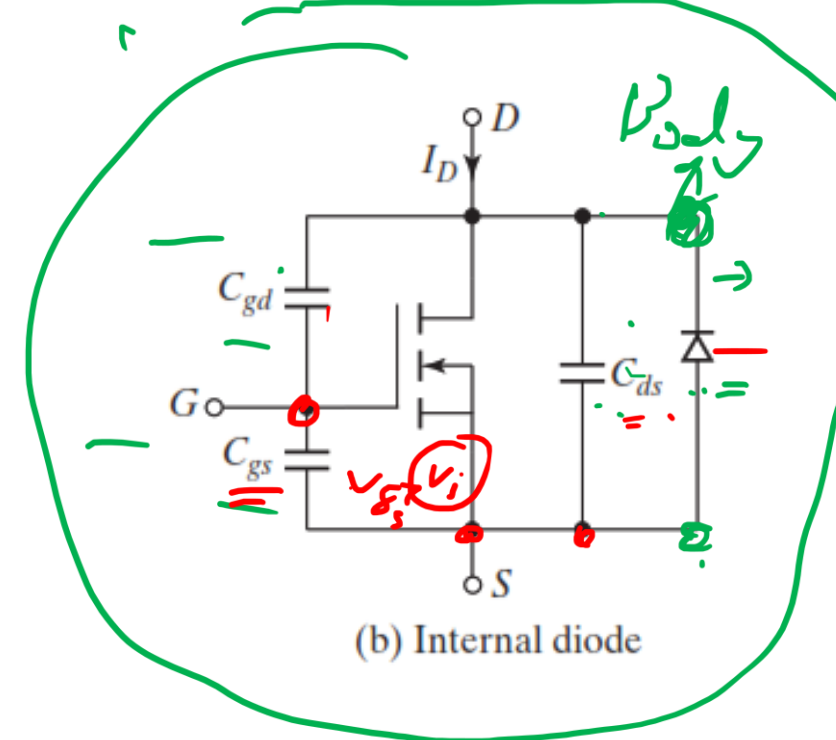 Body
D
I_D
C_gd
G
C_ds
C_gs
V_gs
V_i
S
(b) Internal diode